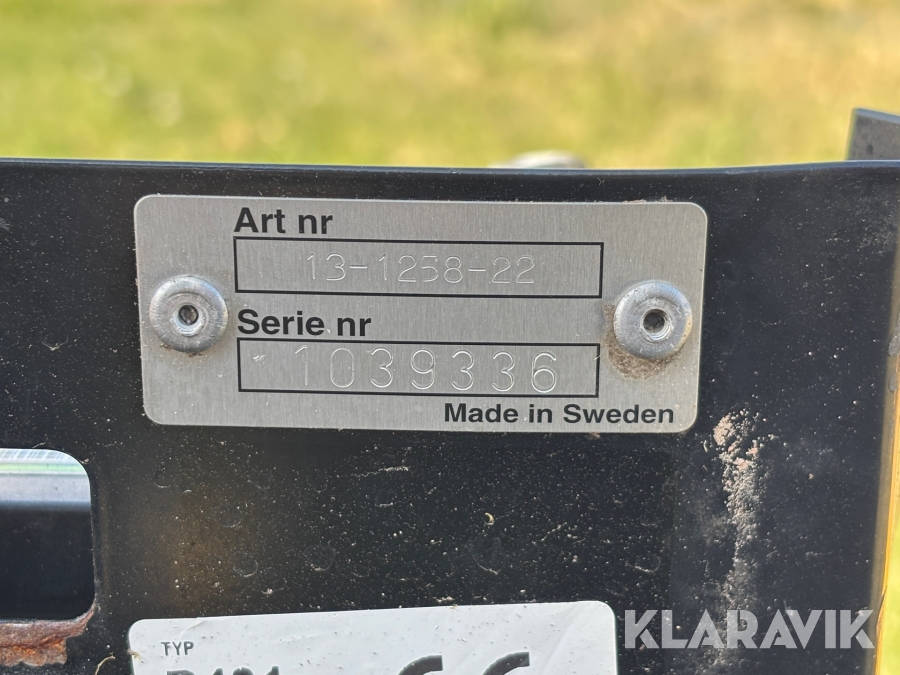 Art nr
13-1258-22
Serie nr
1039336
Made in Sweden
TYP
KLARAVIK